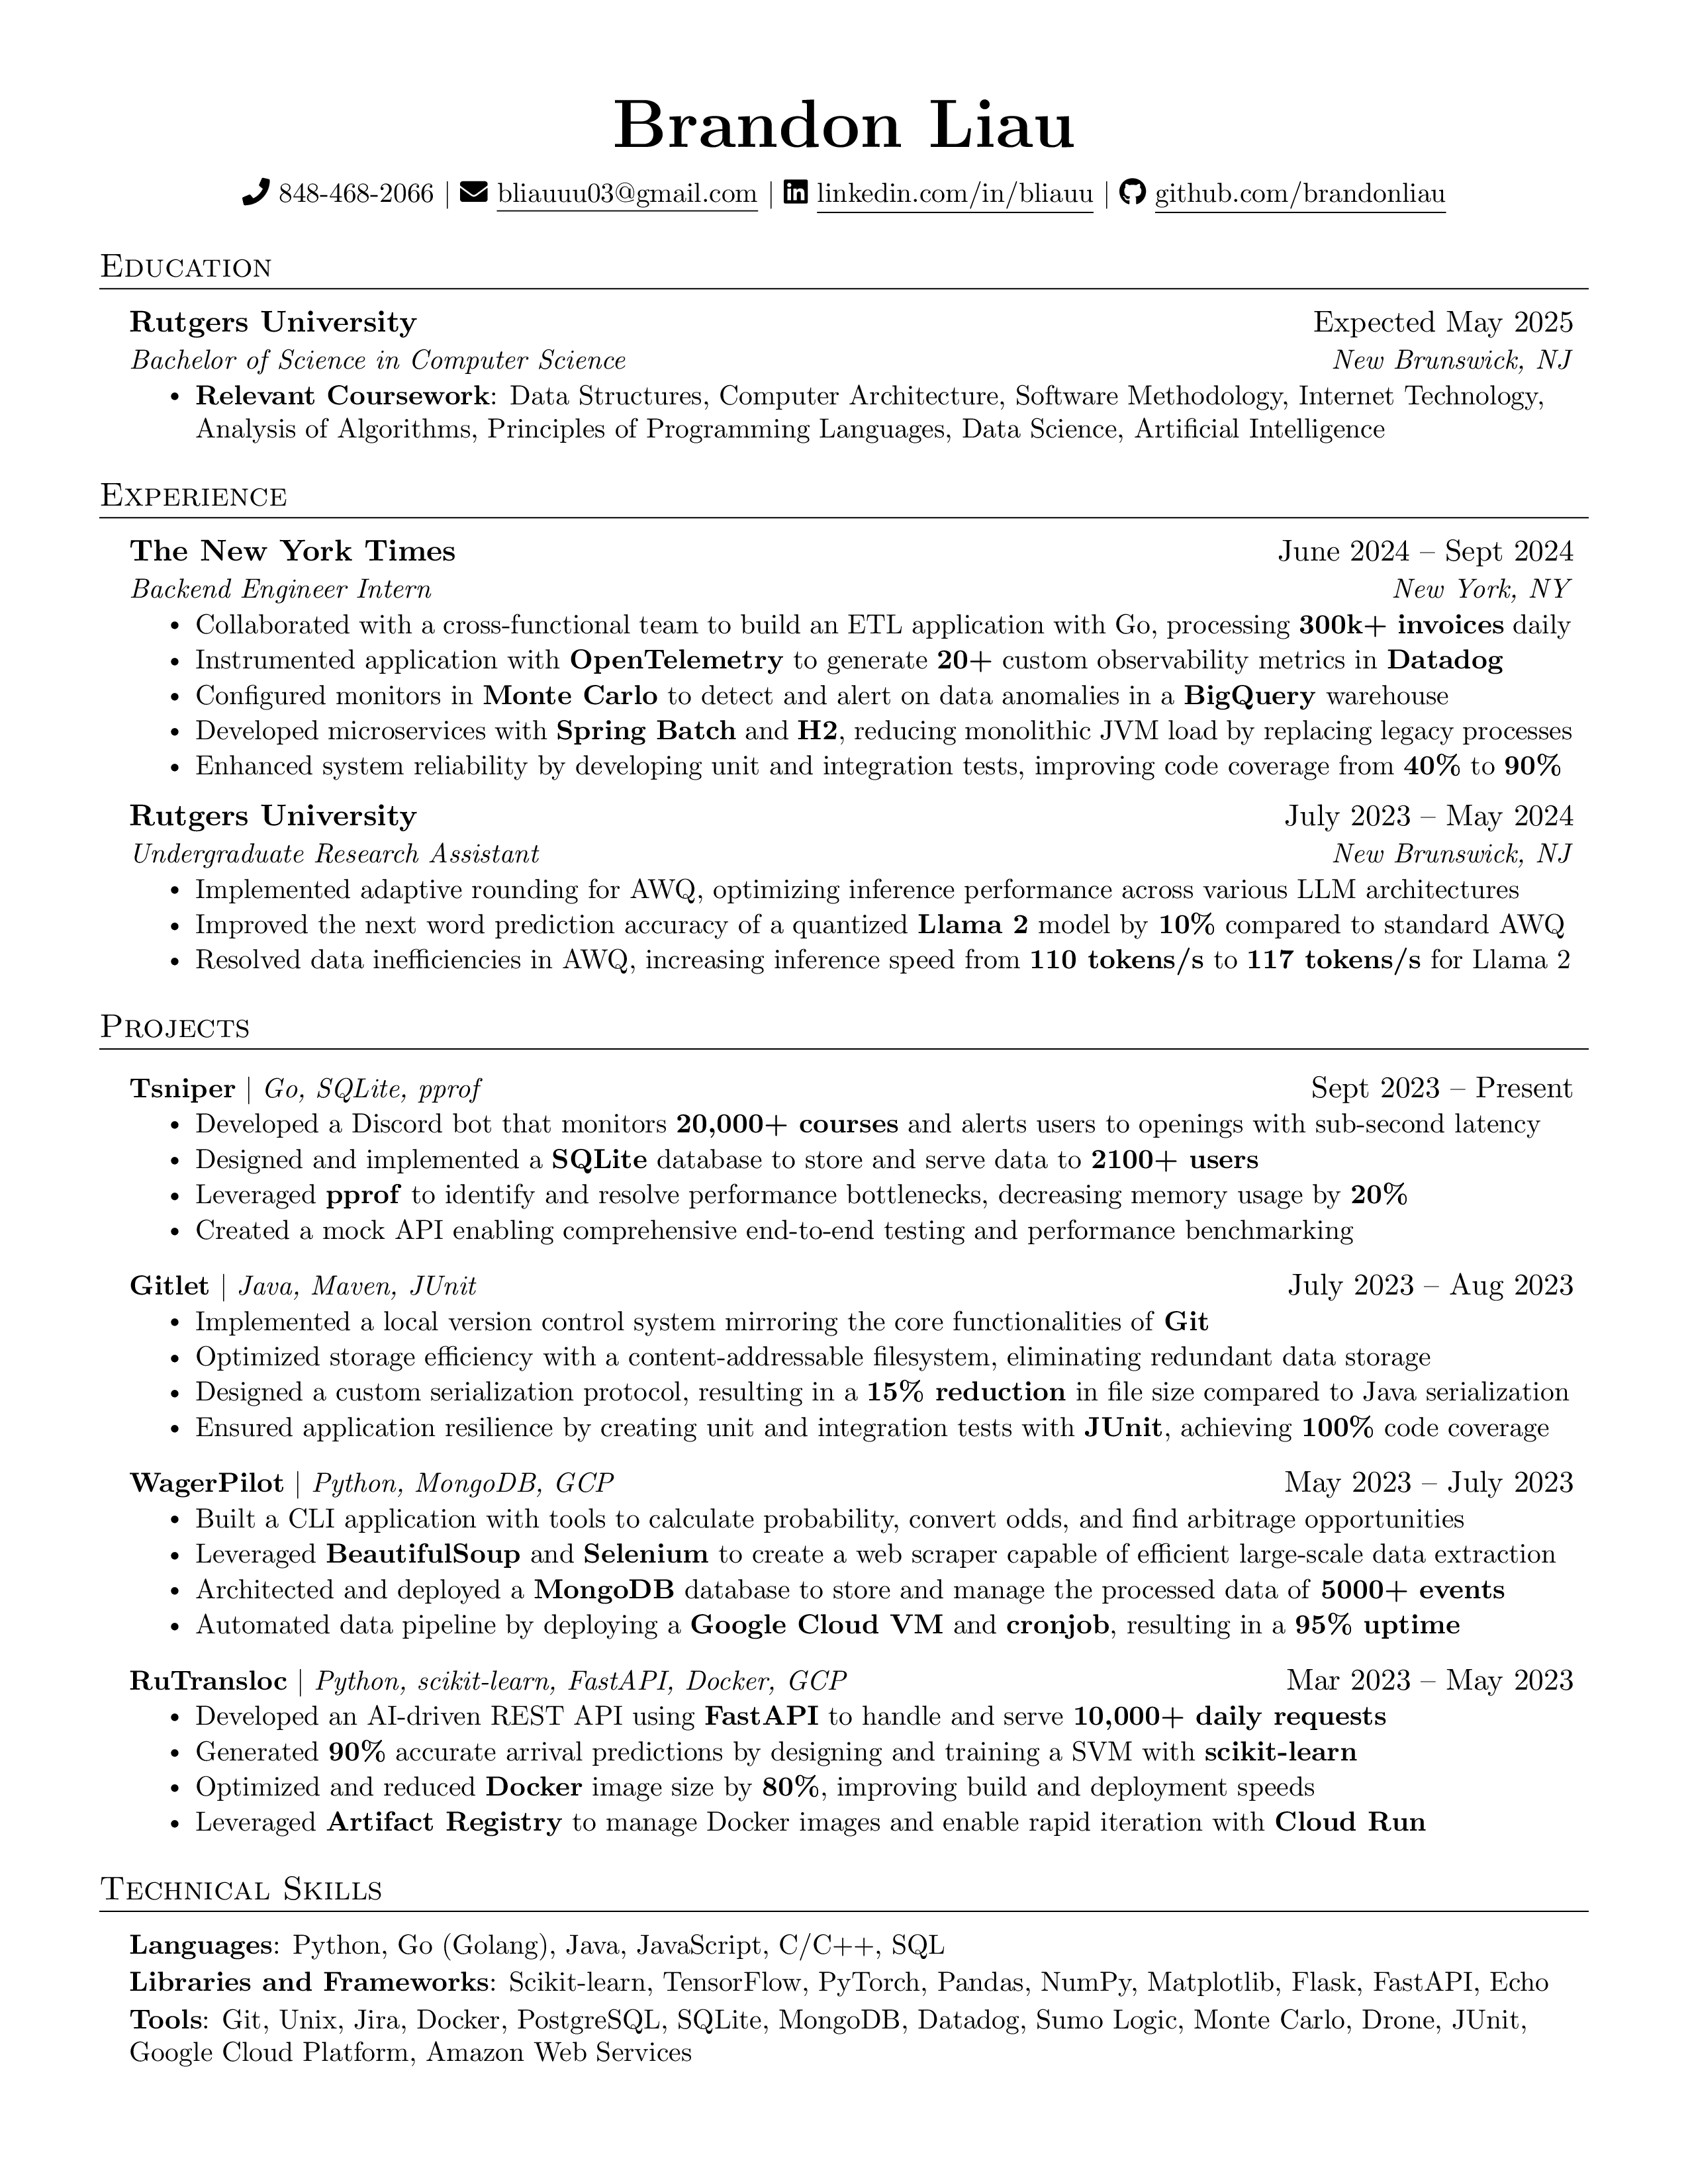 Brandon Liau
848-468-2066 | bliauuu03@gmail.com | linkedin.com/in/bliauu | github.com/brandonliau
Education
Rutgers University Expected May 2025
Bachelor of Science in Computer Science New Brunswick, NJ
• Relevant Coursework: Data Structures, Computer Architecture, Software Methodology, Internet Technology,
Analysis of Algorithms, Principles of Programming Languages, Data Science, Artificial Intelligence
Experience
The New York Times June 2024 – Sept 2024
Backend Engineer Intern New York, NY
• Collaborated with a cross-functional team to build an ETL application with Go, processing 300k+ invoices daily
• Instrumented application with OpenTelemetry to generate 20+ custom observability metrics in Datadog
• Configured monitors in Monte Carlo to detect and alert on data anomalies in a BigQuery warehouse
• Developed microservices with Spring Batch and H2, reducing monolithic JVM load by replacing legacy processes
• Enhanced system reliability by developing unit and integration tests, improving code coverage from 40% to 90%
Rutgers University July 2023 – May 2024
Undergraduate Research Assistant New Brunswick, NJ
• Implemented adaptive rounding for AWQ, optimizing inference performance across various LLM architectures
• Improved the next word prediction accuracy of a quantized Llama 2 model by 10% compared to standard AWQ
• Resolved data inefficiencies in AWQ, increasing inference speed from 110 tokens/s to 117 tokens/s for Llama 2
Projects
Tsniper | Go, SQLite, pprof Sept 2023 – Present
• Developed a Discord bot that monitors 20,000+ courses and alerts users to openings with sub-second latency
• Designed and implemented a SQLite database to store and serve data to 2100+ users
• Leveraged pprof to identify and resolve performance bottlenecks, decreasing memory usage by 20%
• Created a mock API enabling comprehensive end-to-end testing and performance benchmarking
Gitlet | Java, Maven, JUnit July 2023 – Aug 2023
• Implemented a local version control system mirroring the core functionalities of Git
• Optimized storage efficiency with a content-addressable filesystem, eliminating redundant data storage
• Designed a custom serialization protocol, resulting in a 15% reduction in file size compared to Java serialization
• Ensured application resilience by creating unit and integration tests with JUnit, achieving 100% code coverage
WagerPilot | Python, MongoDB, GCP May 2023 – July 2023
• Built a CLI application with tools to calculate probability, convert odds, and find arbitrage opportunities
• Leveraged BeautifulSoup and Selenium to create a web scraper capable of efficient large-scale data extraction
• Architected and deployed a MongoDB database to store and manage the processed data of 5000+ events
• Automated data pipeline by deploying a Google Cloud VM and cronjob, resulting in a 95% uptime
RuTransloc | Python, scikit-learn, FastAPI, Docker, GCP Mar 2023 – May 2023
• Developed an AI-driven REST API using FastAPI to handle and serve 10,000+ daily requests
• Generated 90% accurate arrival predictions by designing and training a SVM with scikit-learn
• Optimized and reduced Docker image size by 80%, improving build and deployment speeds
• Leveraged Artifact Registry to manage Docker images and enable rapid iteration with Cloud Run
Technical Skills
Languages: Python, Go (Golang), Java, JavaScript, C/C++, SQL
Libraries and Frameworks: Scikit-learn, TensorFlow, PyTorch, Pandas, NumPy, Matplotlib, Flask, FastAPI, Echo
Tools: Git, Unix, Jira, Docker, PostgreSQL, SQLite, MongoDB, Datadog, Sumo Logic, Monte Carlo, Drone, JUnit,
Google Cloud Platform, Amazon Web Services